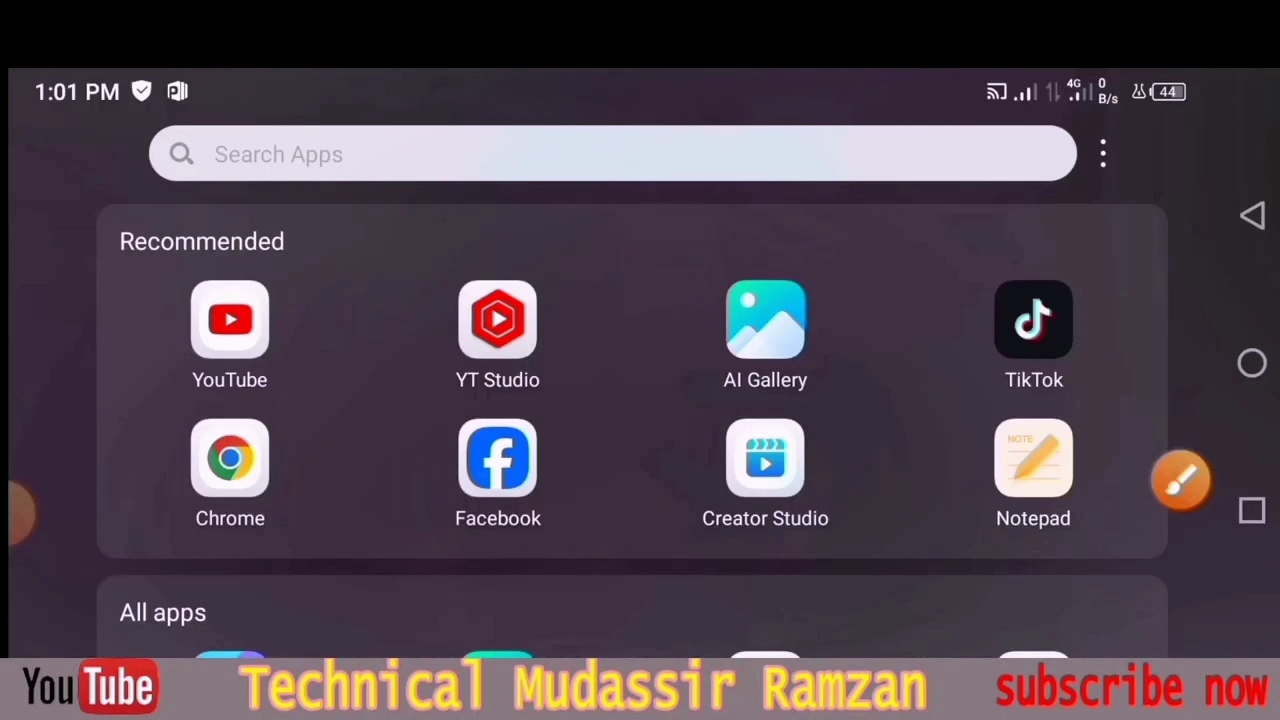 1:01 PM
4G 0 B/s 44
Search Apps
Recommended
YouTube YT Studio AI Gallery TikTok
NOTE
Chrome Facebook Creator Studio Notepad
All apps
YouTube Technical Mudassir Ramzan subscribe now